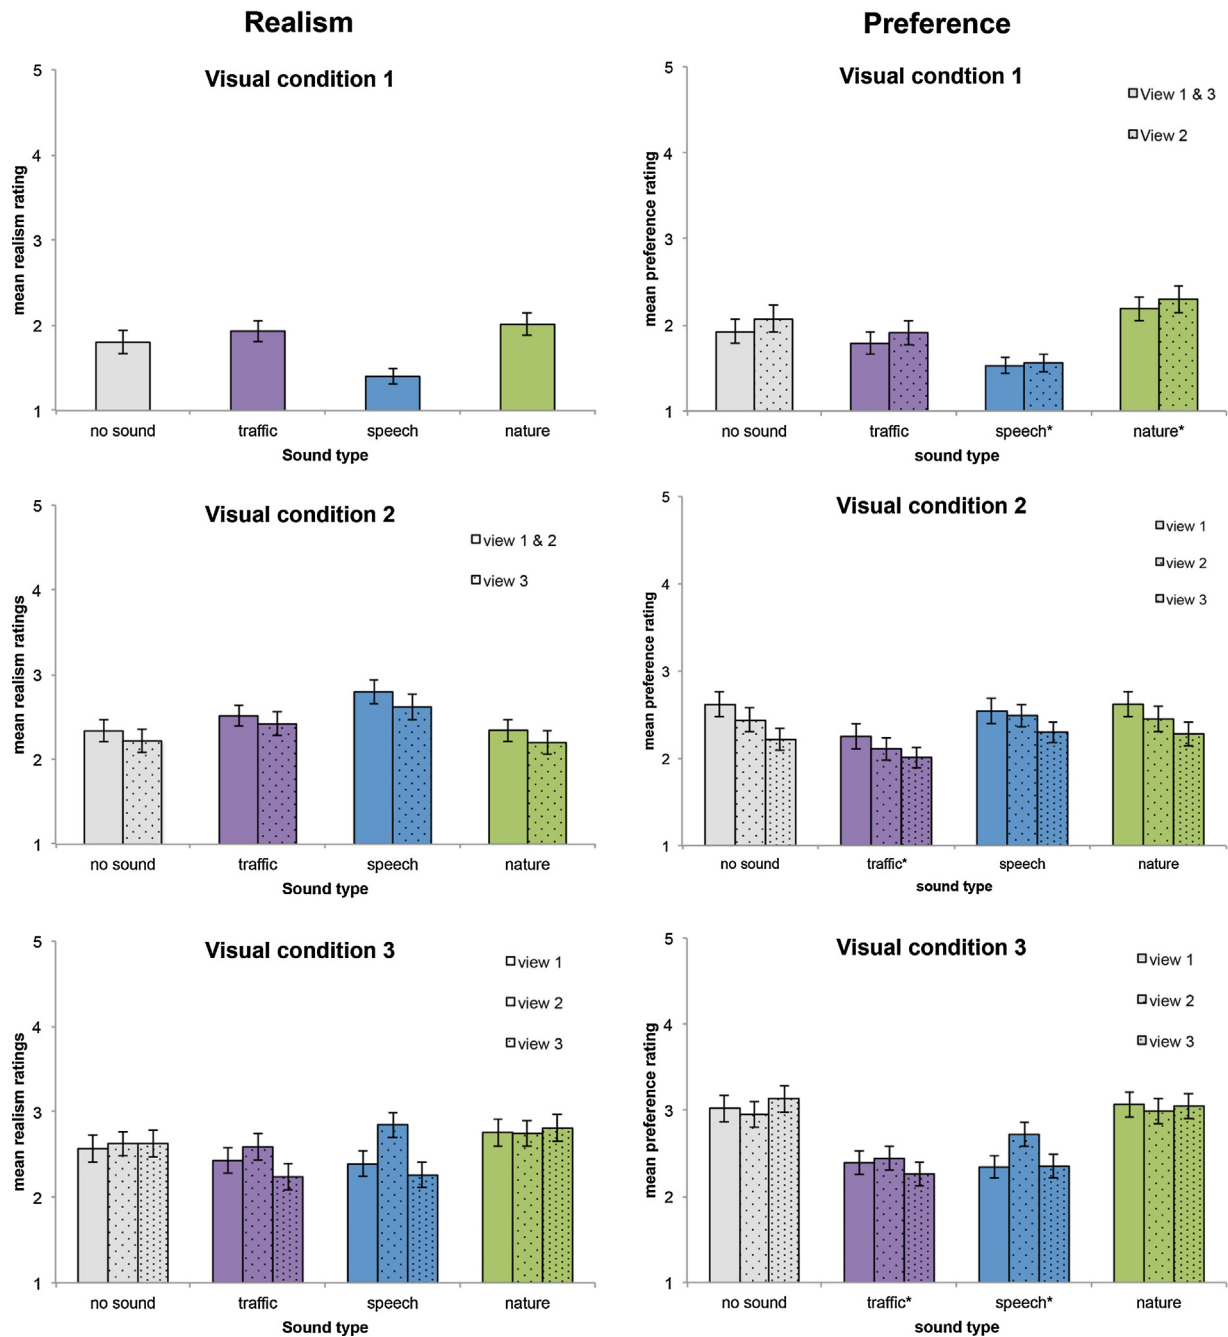 Realism
Preference
Visual condition 1
mean realism rating
5
4
3
2
1
no sound traffic speech nature
Sound type
Visual condtion 1
View 1 & 3
View 2
mean preference rating
5
4
3
2
1
no sound traffic speech* nature*
sound type
Visual condition 2
view 1 & 2
view 3
mean realism ratings
5
4
3
2
1
no sound traffic speech nature
Sound type
Visual condition 2
view 1
view 2
view 3
mean preference rating
5
4
3
2
1
no sound traffic* speech nature
sound type
Visual condition 3
view 1
view 2
view 3
mean realism ratings
5
4
3
2
1
no sound traffic speech nature
Sound type
Visual condition 3
view 1
view 2
view 3
mean preference rating
5
4
3
2
1
no sound traffic* speech* nature
sound type